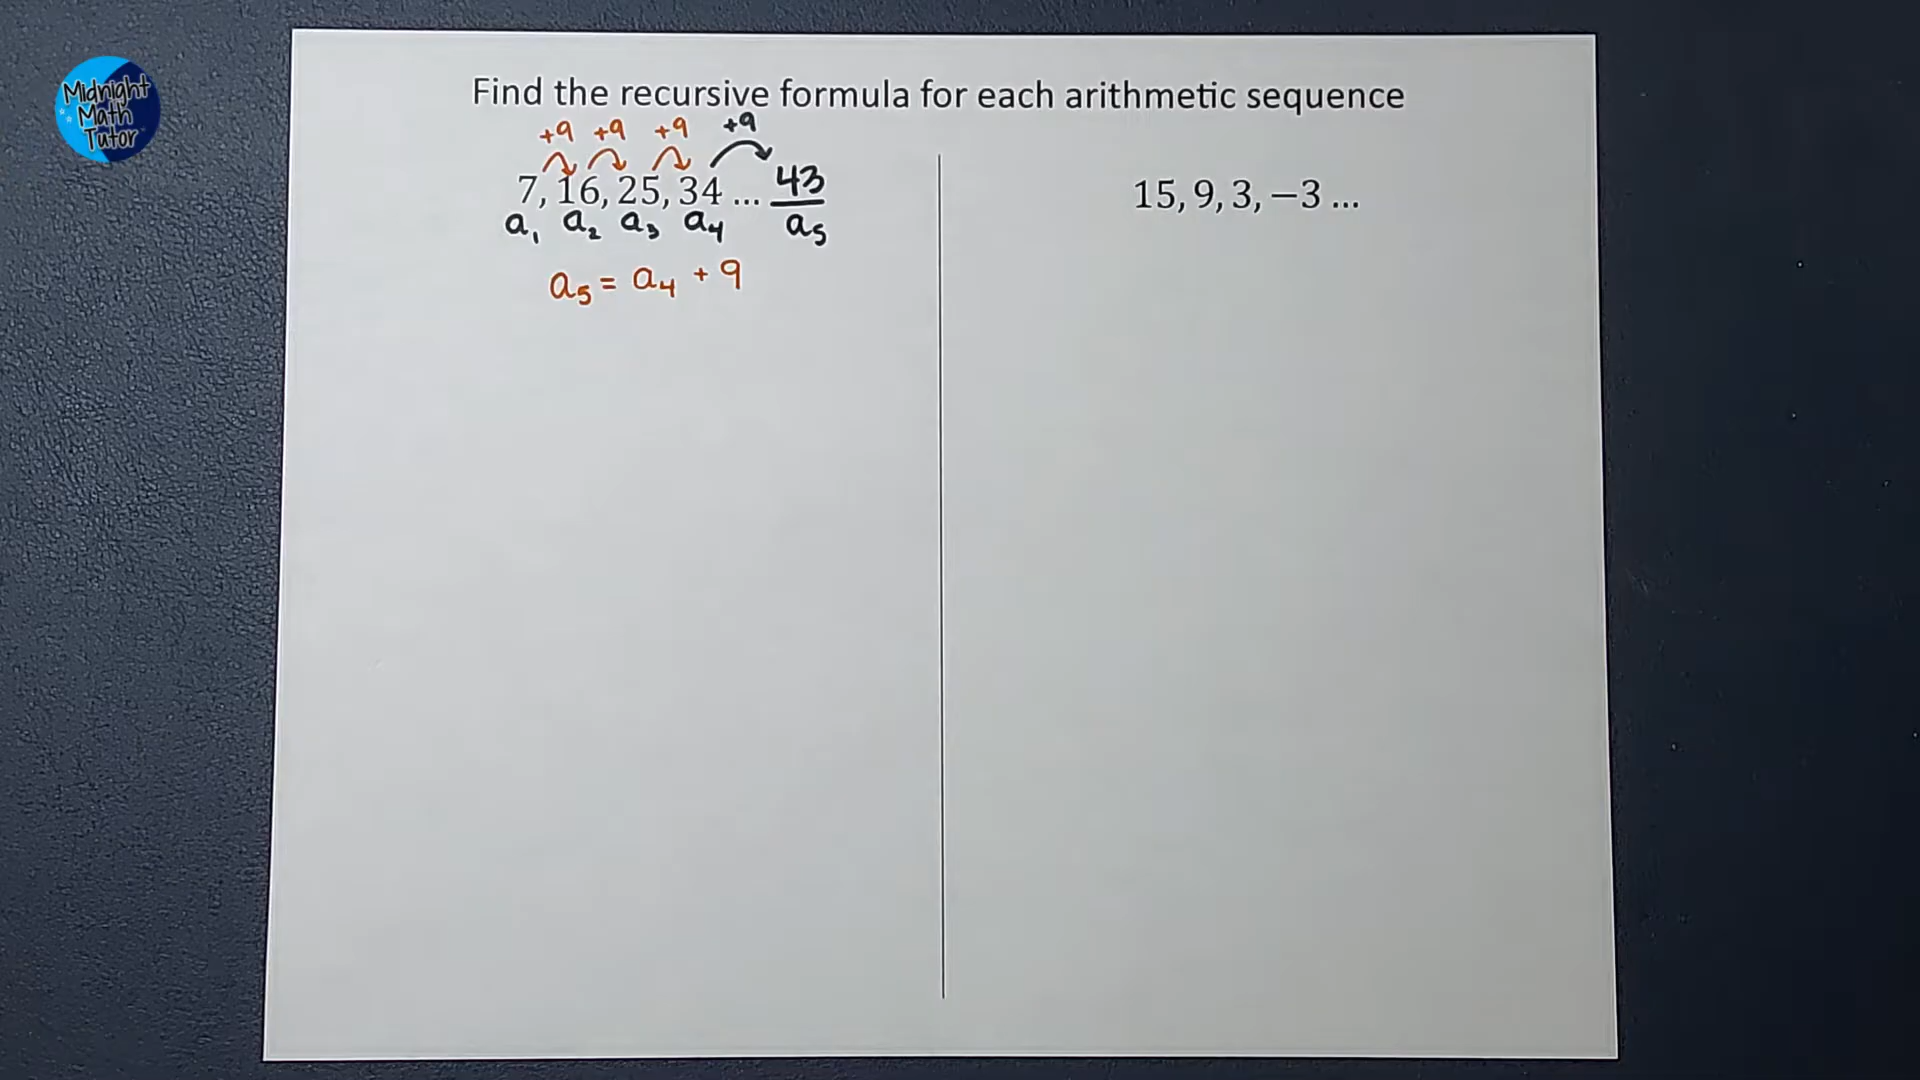 Midnight
Math
Tutor
Find the recursive formula for each arithmetic sequence
+9 +9 +9 +9
7, 16, 25, 34 ... 43
a₁ a₂ a₃ a₄ a₅
a₅ = a₄ + 9
15, 9, 3, −3 ...